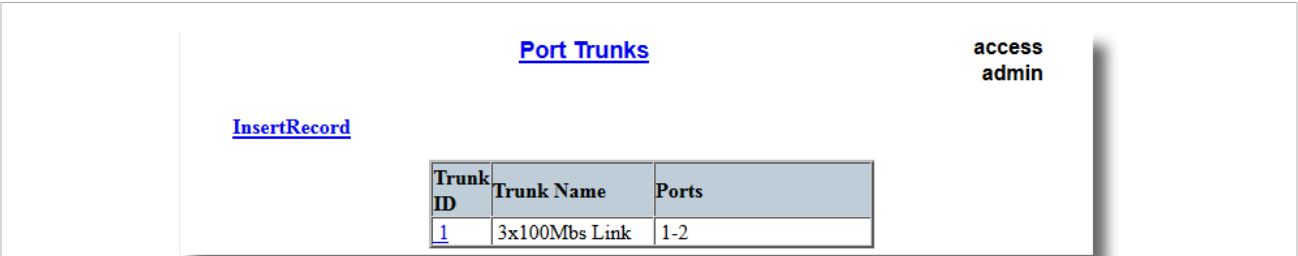 Port Trunks
access
admin
InsertRecord
Trunk ID Trunk Name Ports
1 3x100Mbs Link 1-2